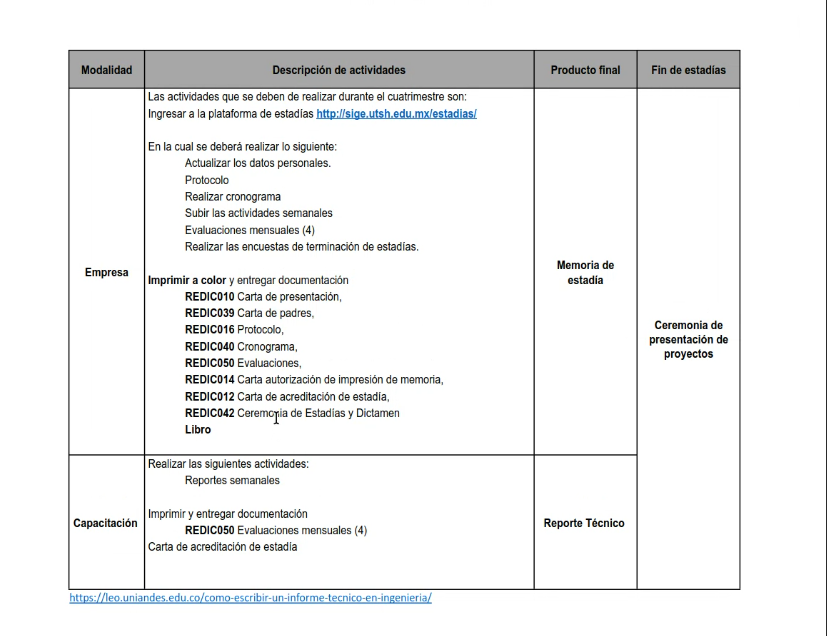 Modalidad
Descripción de actividades
Producto final
Fin de estadías
Las actividades que se deben de realizar durante el cuatrimestre son:
Ingresar a la plataforma de estadías http://sige.utsh.edu.mx/estadias/
En la cual se deberá realizar lo siguiente:
Actualizar los datos personales.
Protocolo
Realizar cronograma
Subir las actividades semanales
Evaluaciones mensuales (4)
Realizar las encuestas de terminación de estadías.
Empresa
Imprimir a color y entregar documentación
REDIC010 Carta de presentación,
REDIC039 Carta de padres,
REDIC016 Protocolo,
REDIC040 Cronograma,
REDIC050 Evaluaciones,
REDIC014 Carta autorización de impresión de memoria,
REDIC012 Carta de acreditación de estadía,
REDIC042 Ceremonia de Estadías y Dictamen
Libro
Memoria de
estadía
Ceremonia de
presentación de
proyectos
Capacitación
Realizar las siguientes actividades:
Reportes semanales
Imprimir y entregar documentación
REDIC050 Evaluaciones mensuales (4)
Carta de acreditación de estadía
Reporte Técnico
https://leo.uniandes.edu.co/como-escribir-un-informe-tecnico-en-ingenieria/